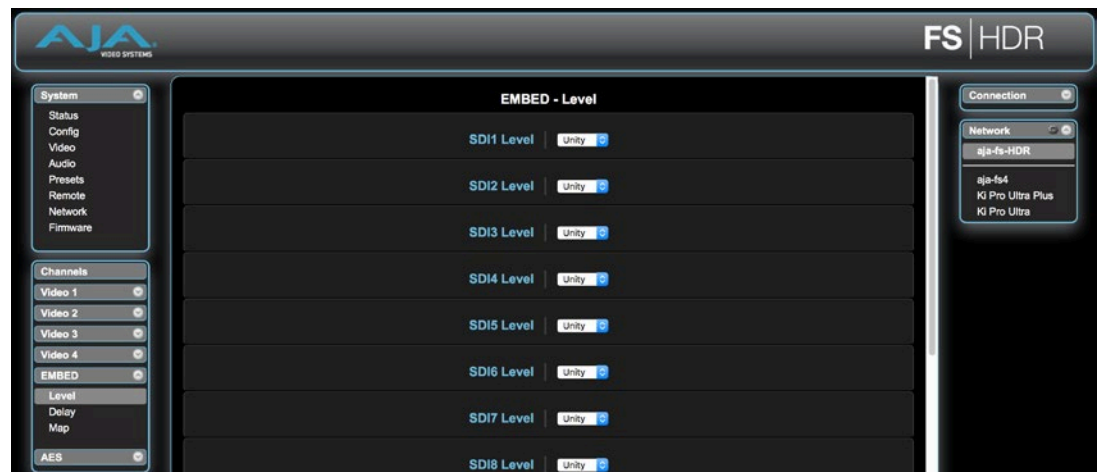 AJA
VIDEO SYSTEMS
FS HDR
System
Status
Config
Video
Audio
Presets
Remote
Network
Firmware
Channels
Video 1
Video 2
Video 3
Video 4
EMBED
Level
Delay
Map
AES
EMBED - Level
SDI1 Level Unity
SDI2 Level Unity
SDI3 Level Unity
SDI4 Level Unity
SDI5 Level Unity
SDI6 Level Unity
SDI7 Level Unity
SDI8 Level Unity
Connection
Network
aja-fs-HDR
aja-fs4
Ki Pro Ultra Plus
Ki Pro Ultra